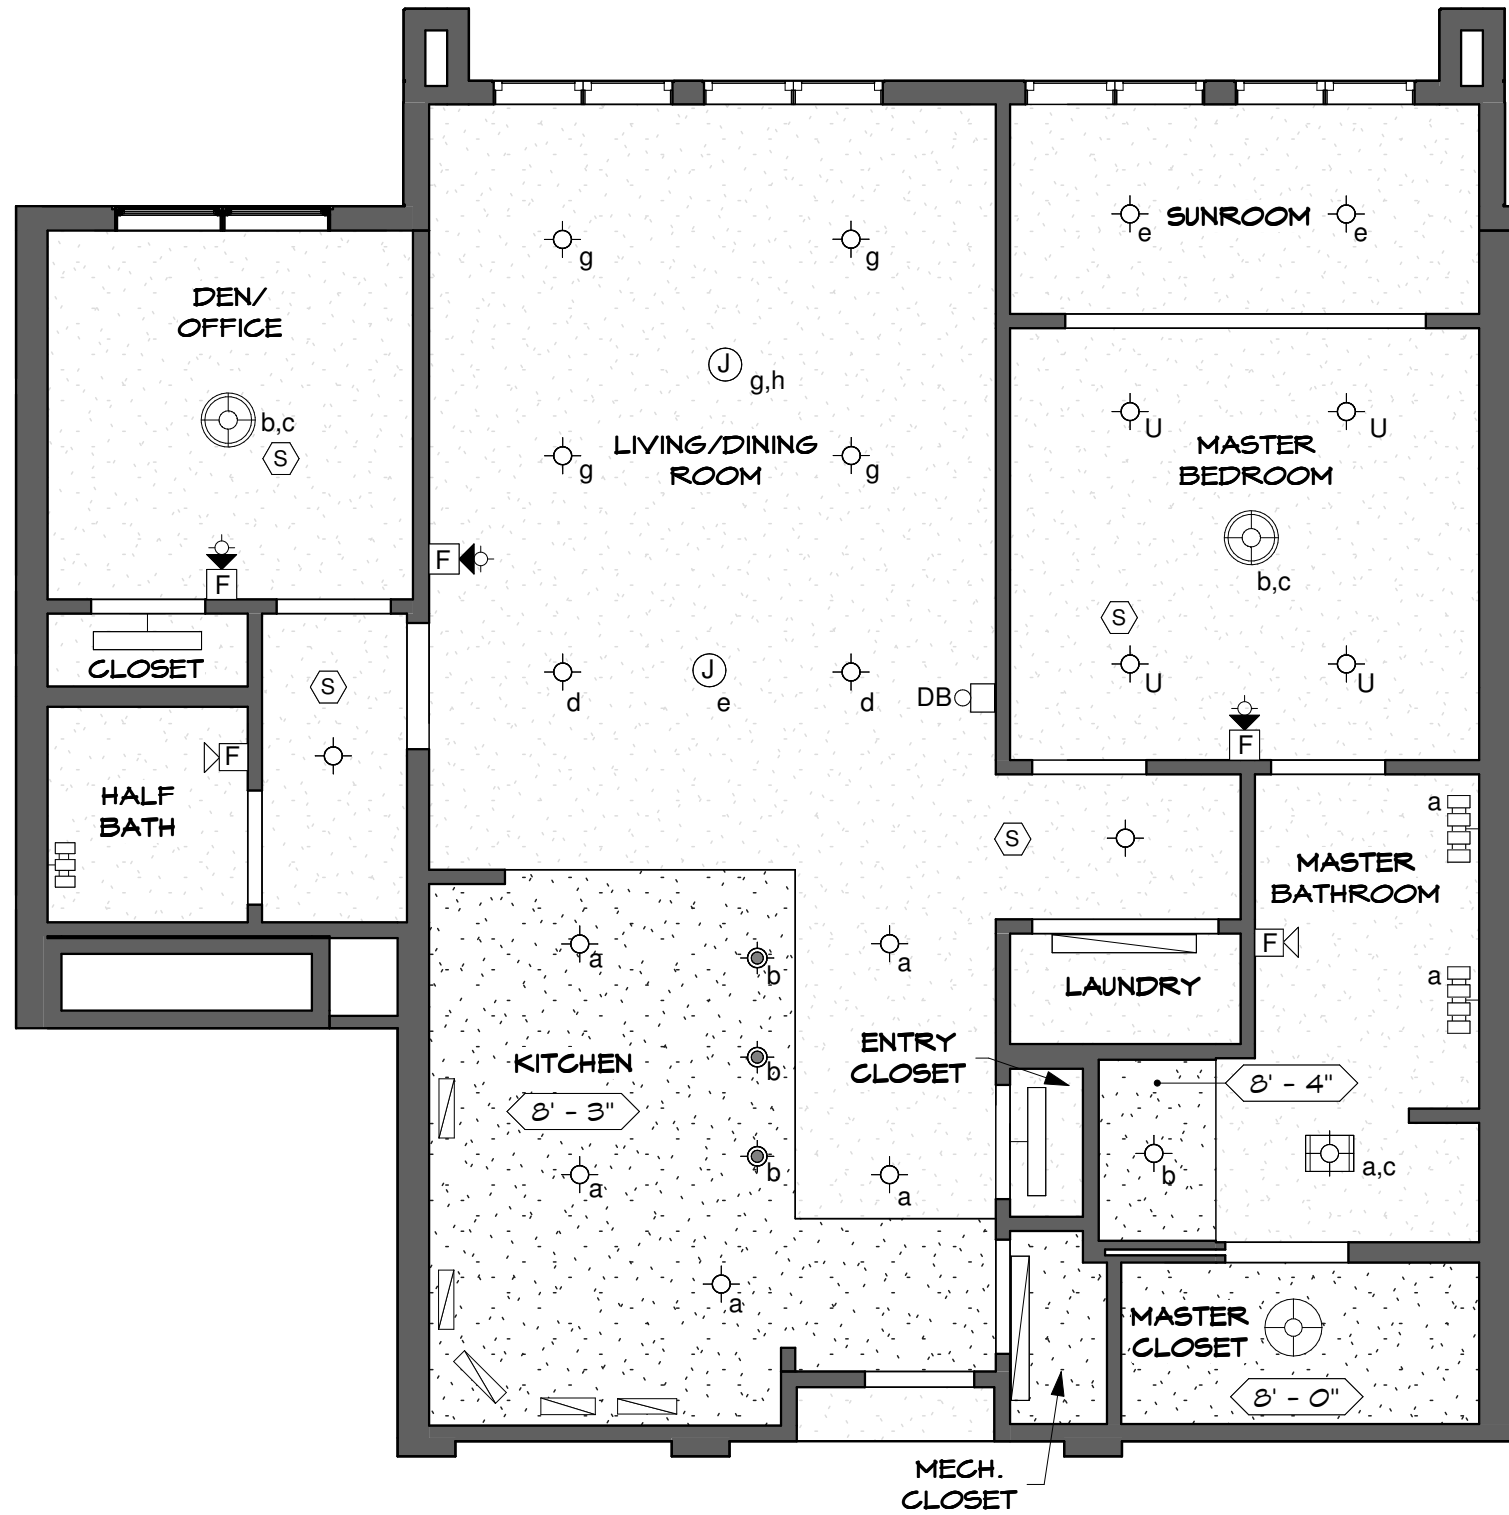 SUNROOM
e
e
g
g
DEN/
OFFICE
b,c
S
J
g,h
g
g
LIVING/DINING
ROOM
U
U
MASTER
BEDROOM
b,c
S
U
U
F
F
F
CLOSET
S
d
J
e
d
DB
HALF
BATH
F
S
a
MASTER
BATHROOM
F
a
LAUNDRY
a
b
a
KITCHEN
8' - 3"
b
ENTRY
CLOSET
8' - 4"
a
b
a
b
a,c
a
MASTER
CLOSET
8' - 0"
MECH.
CLOSET